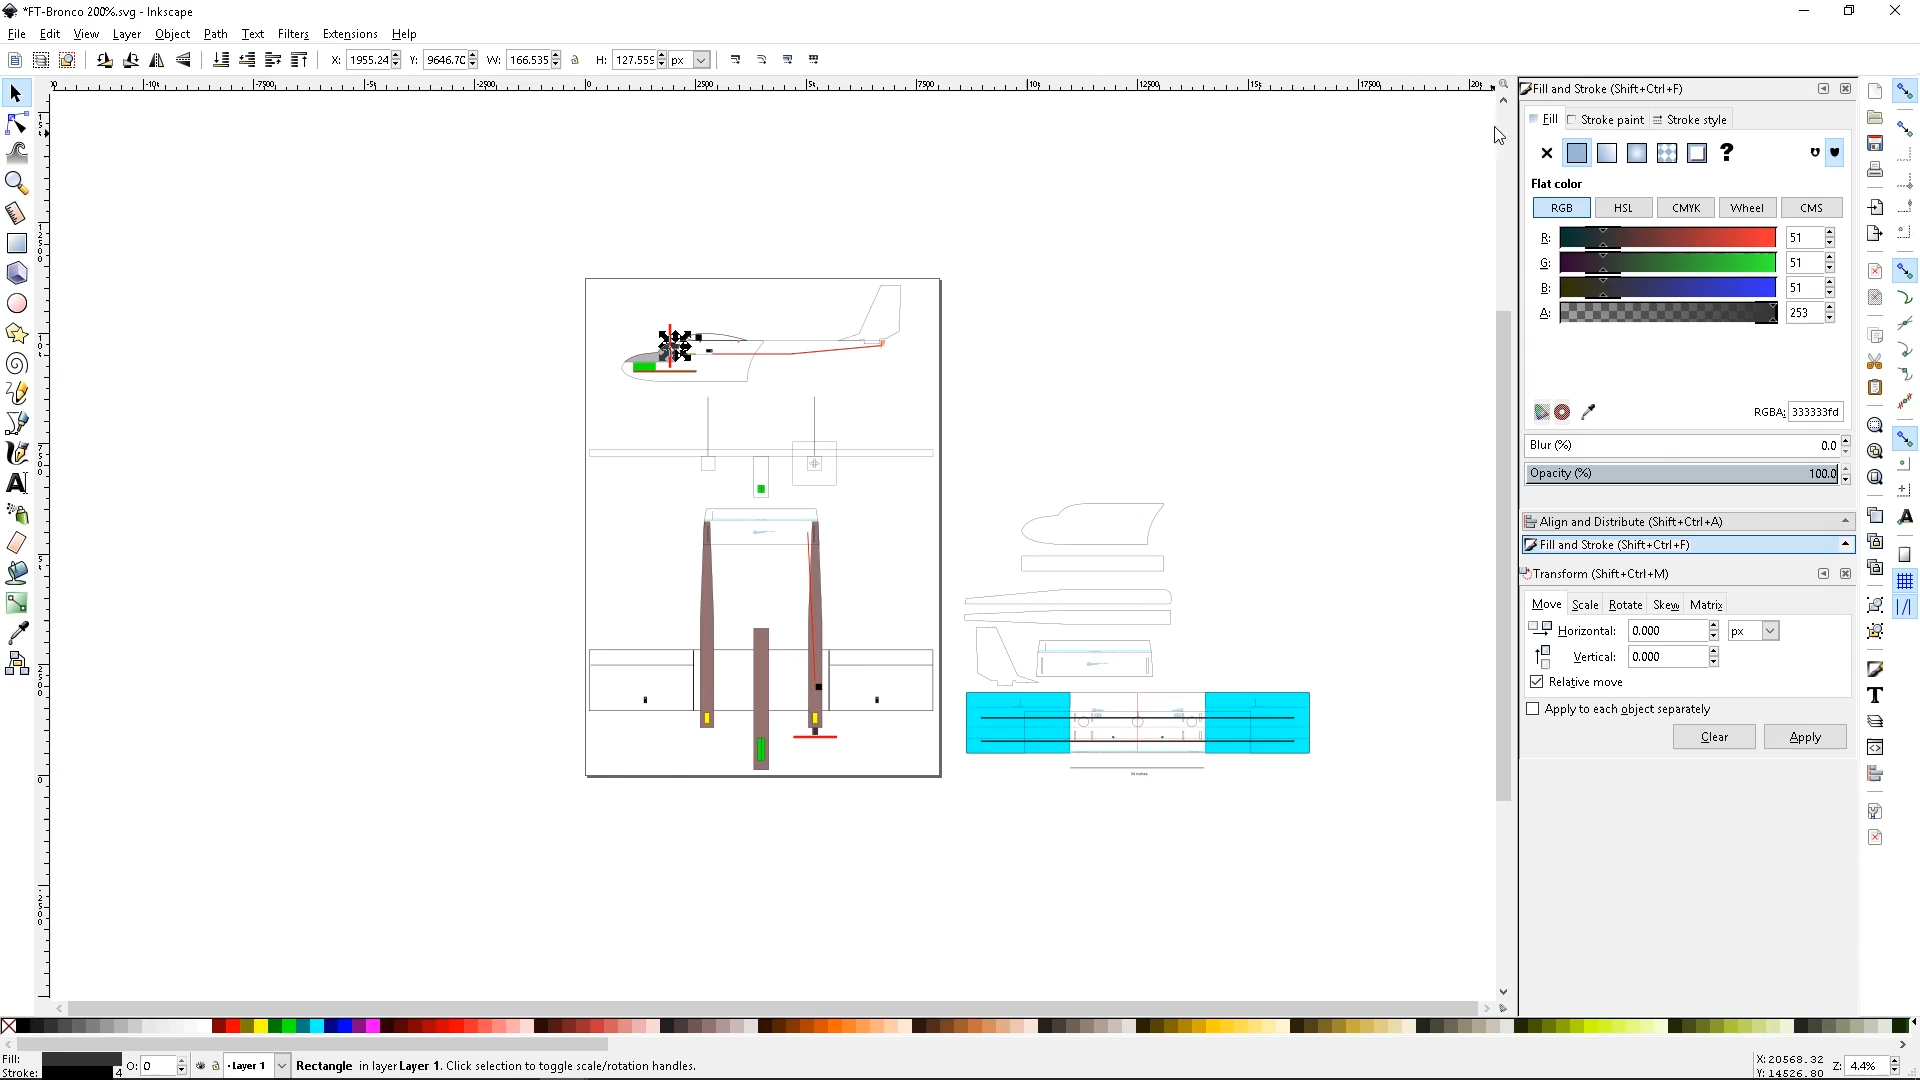 *FT-Bronco 200%.svg - Inkscape
File Edit View Layer Object Path Text Filters Extensions Help
X: 1955.24 Y: 9646.70 W: 166.535 H: 127.559 px
Fill and Stroke (Shift+Ctrl+F)
Fill Stroke paint Stroke style
?
Flat color
RGB HSL CMYK Wheel CMS
R: 51
G: 51
B: 51
A: 253
RGBA: 333333fd
Blur (%) 0.0
Opacity (%) 100.0
Align and Distribute (Shift+Ctrl+A)
Fill and Stroke (Shift+Ctrl+F)
Transform (Shift+Ctrl+M)
Move Scale Rotate Skew Matrix
Horizontal: 0.000 px
Vertical: 0.000
Relative move
Apply to each object separately
Clear Apply
Fill:
Stroke: 4 O: 0 Layer 1 Rectangle in layer Layer 1. Click selection to toggle scale/rotation handles.
X:20568.32
Y:14526.80 Z: 4.4%